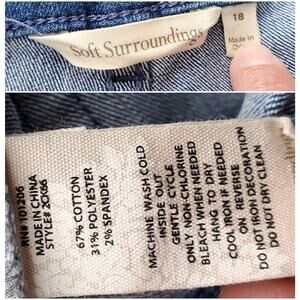 Soft Surroundings
18
Made in
RN# 101206
MADE IN CHINA
STYLE# 2CK66
67% COTTON
31% POLYESTER
2% SPANDEX
MACHINE WASH COLD
INSIDE OUT
GENTLE CYCLE
ONLY NON-CHLORINE
BLEACH WHEN NEEDED
HANG TO DRY
COOL IRON IF NEEDED
ON REVERSE
DO NOT IRON DECORATION
DO NOT DRY CLEAN